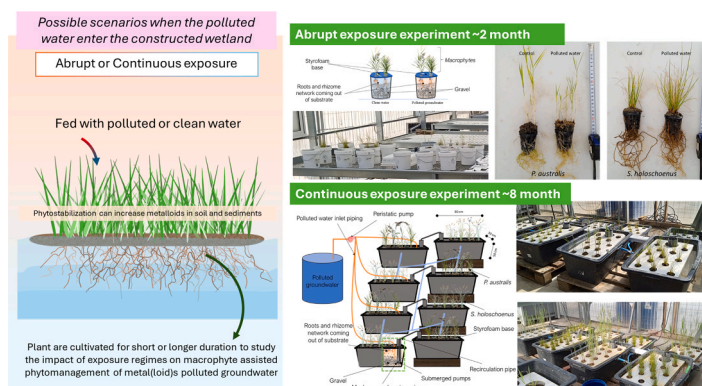 Possible scenarios when the polluted
water enter the constructed wetland
Abrupt or Continuous exposure
Fed with polluted or clean water
Phytostabilization can increase metalloids in soil and sediments
Plant are cultivated for short or longer duration to study
the impact of exposure regimes on macrophyte assisted
phytomanagement of metal(loid)s polluted groundwater
Abrupt exposure experiment ~2 month
Styrofoam
base
Macrophytes
Roots and rhizome
network coming out
of substrate
Gravel
Clean water
Polluted groundwater
Control
Polluted water
P. australis
Control
Polluted water
S. holoschoenus
Continuous exposure experiment ~8 month
Polluted water inlet piping
Peristatic pump
Polluted
groundwater
P. australis
S. holoschoenus
Styrofoam base
Roots and rhizome
network coming out
of substrate
Recirculation pipe
Gravel
Submerged pumps